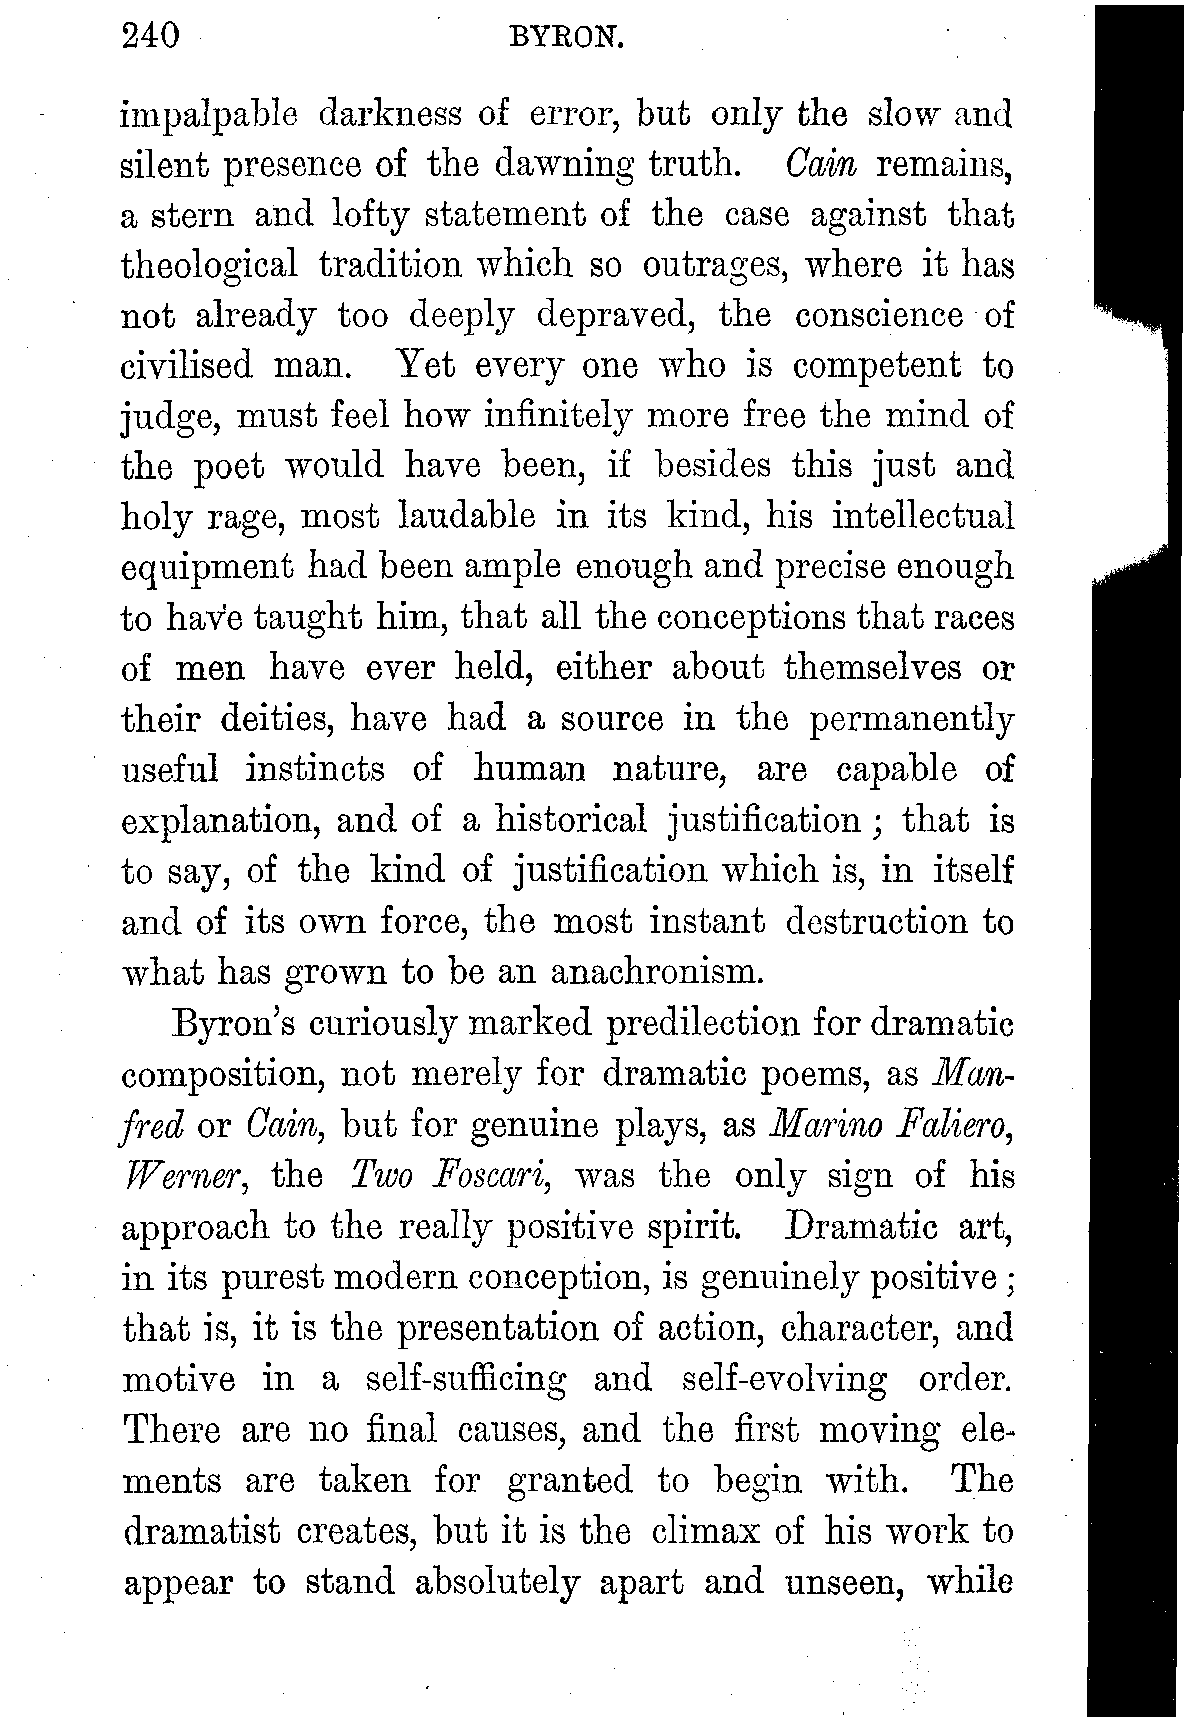 240 BYRON.
impalpable darkness of error, but only the slow and
silent presence of the dawning truth. Cain remains,
a stern and lofty statement of the case against that
theological tradition which so outrages, where it has
not already too deeply depraved, the conscience of
civilised man. Yet every one who is competent to
judge, must feel how infinitely more free the mind of
the poet would have been, if besides this just and
holy rage, most laudable in its kind, his intellectual
equipment had been ample enough and precise enough
to have taught him, that all the conceptions that races
of men have ever held, either about themselves or
their deities, have had a source in the permanently
useful instincts of human nature, are capable of
explanation, and of a historical justification ; that is
to say, of the kind of justification which is, in itself
and of its own force, the most instant destruction to
what has grown to be an anachronism.
Byron's curiously marked predilection for dramatic
composition, not merely for dramatic poems, as Man-
fred or Cain, but for genuine plays, as Marino Faliero,
Werner, the Two Foscari, was the only sign of his
approach to the really positive spirit. Dramatic art,
in its purest modern conception, is genuinely positive ;
that is, it is the presentation of action, character, and
motive in a self-sufficing and self-evolving order.
There are no final causes, and the first moving ele-
ments are taken for granted to begin with. The
dramatist creates, but it is the climax of his work to
appear to stand absolutely apart and unseen, while